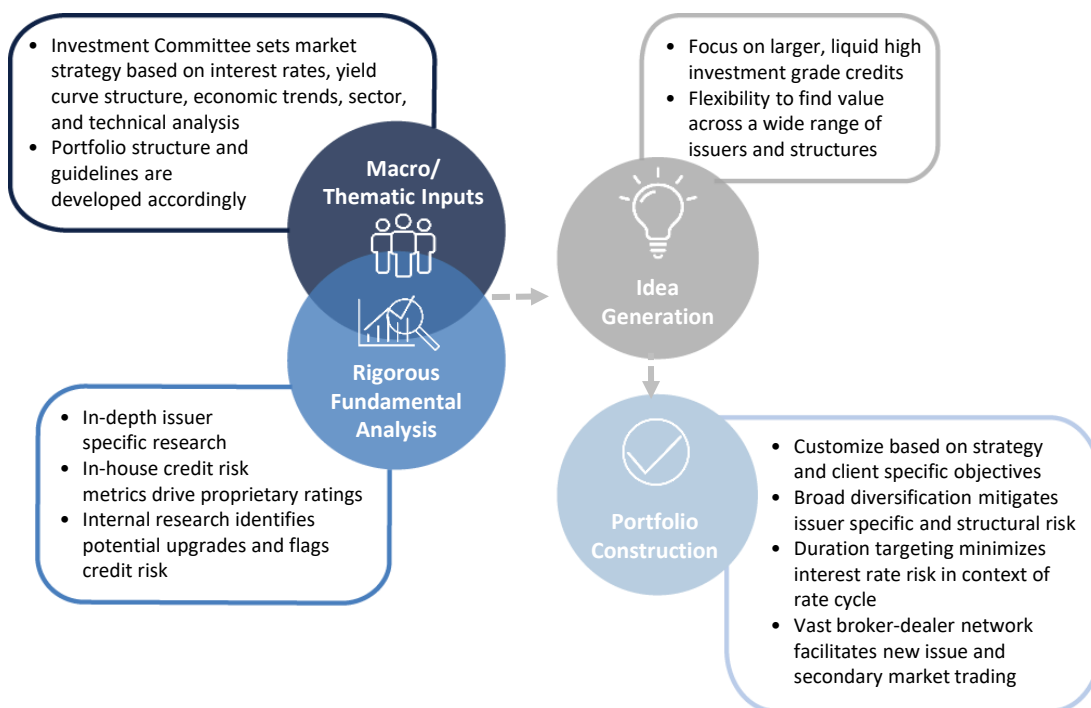 • Investment Committee sets market
strategy based on interest rates, yield
curve structure, economic trends, sector,
and technical analysis
• Portfolio structure and
guidelines are
developed accordingly
Macro/
Thematic Inputs
Rigorous
Fundamental
Analysis
• In-depth issuer
specific research
• In-house credit risk
metrics drive proprietary ratings
• Internal research identifies
potential upgrades and flags
credit risk
• Focus on larger, liquid high
investment grade credits
• Flexibility to find value
across a wide range of
issuers and structures
Idea
Generation
Portfolio
Construction
• Customize based on strategy
and client specific objectives
• Broad diversification mitigates
issuer specific and structural risk
• Duration targeting minimizes
interest rate risk in context of
rate cycle
• Vast broker-dealer network
facilitates new issue and
secondary market trading